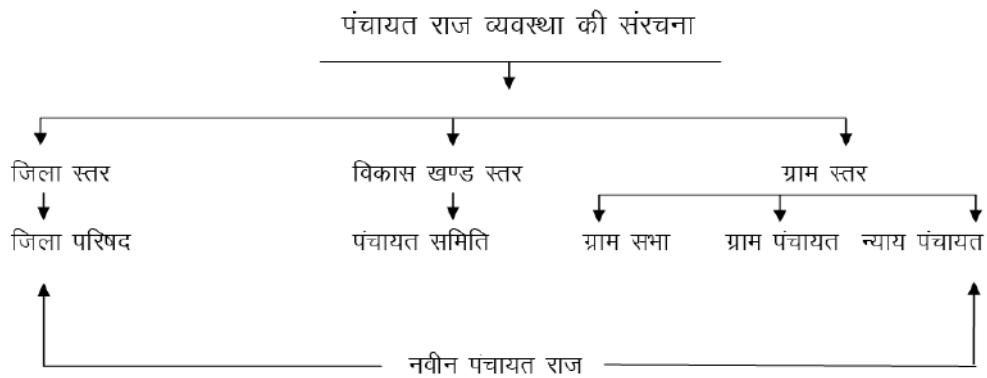 पंचायत राज व्यवस्था की संरचना
जिला स्तर विकास खण्ड स्तर ग्राम स्तर
जिला परिषद पंचायत समिति ग्राम सभा ग्राम पंचायत न्याय पंचायत
नवीन पंचायत राज